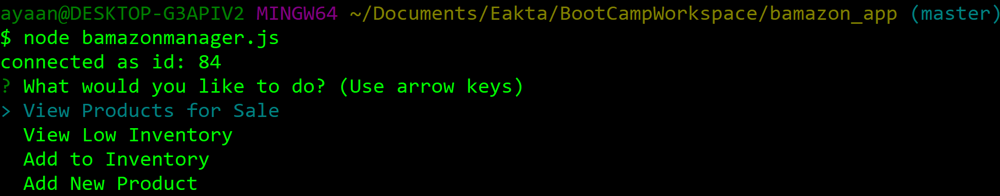 ayaan@DESKTOP-G3APIV2 MINGW64 ~/Documents/Eakta/BootCampWorkspace/bamazon_app (master)
$ node bamazonmanager.js
connected as id: 84
? What would you like to do? (Use arrow keys)
> View Products for Sale
  View Low Inventory
  Add to Inventory
  Add New Product